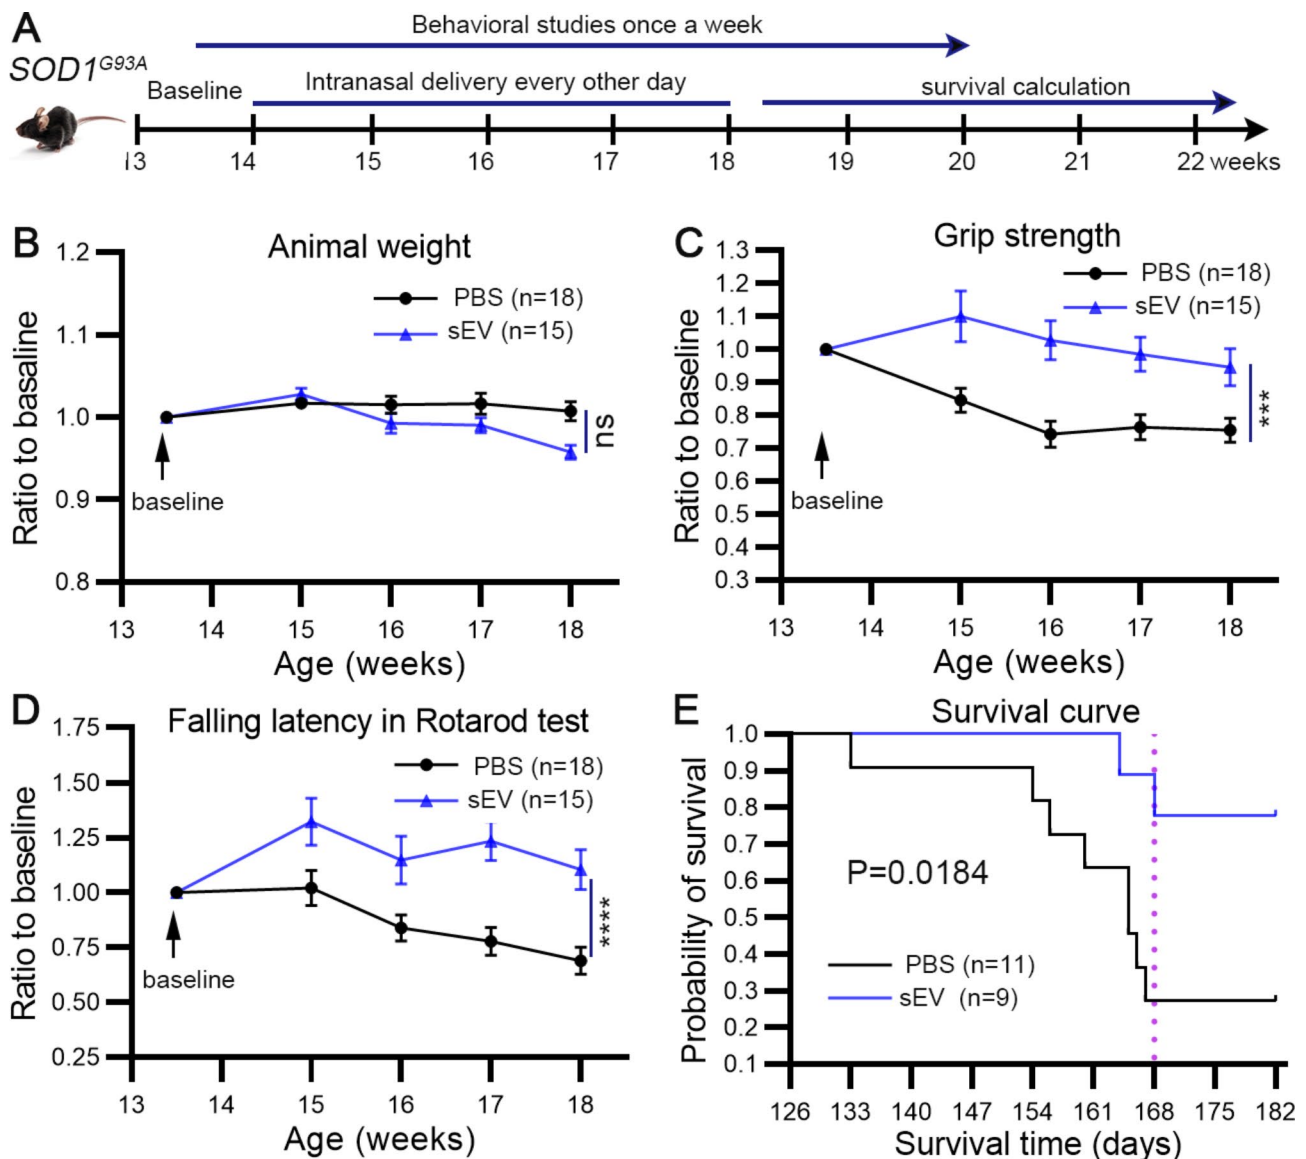 A
Behavioral studies once a week
SOD1G93A
Baseline
Intranasal delivery every other day
survival calculation
13 14 15 16 17 18 19 20 21 22 weeks
B
Animal weight
1.2
1.1
1.0
0.9
0.8
Ratio to basaline
PBS (n=18)
sEV (n=15)
ns
baseline
13 14 15 16 17 18
Age (weeks)
C
Grip strength
1.3
1.2
1.1
1.0
0.9
0.8
0.7
0.6
0.5
0.4
0.3
Ratio to baseline
PBS (n=18)
sEV (n=15)
***
baseline
13 14 15 16 17 18
Age (weeks)
D
Falling latency in Rotarod test
1.75
1.50
1.25
1.00
0.75
0.50
0.25
Ratio to baseline
PBS (n=18)
sEV (n=15)
****
baseline
13 14 15 16 17 18
Age (weeks)
E
Survival curve
1.0
0.9
0.8
0.7
0.6
0.5
0.4
0.3
0.2
0.1
Probability of survival
P=0.0184
PBS (n=11)
sEV (n=9)
126 133 140 147 154 161 168 175 182
Survival time (days)